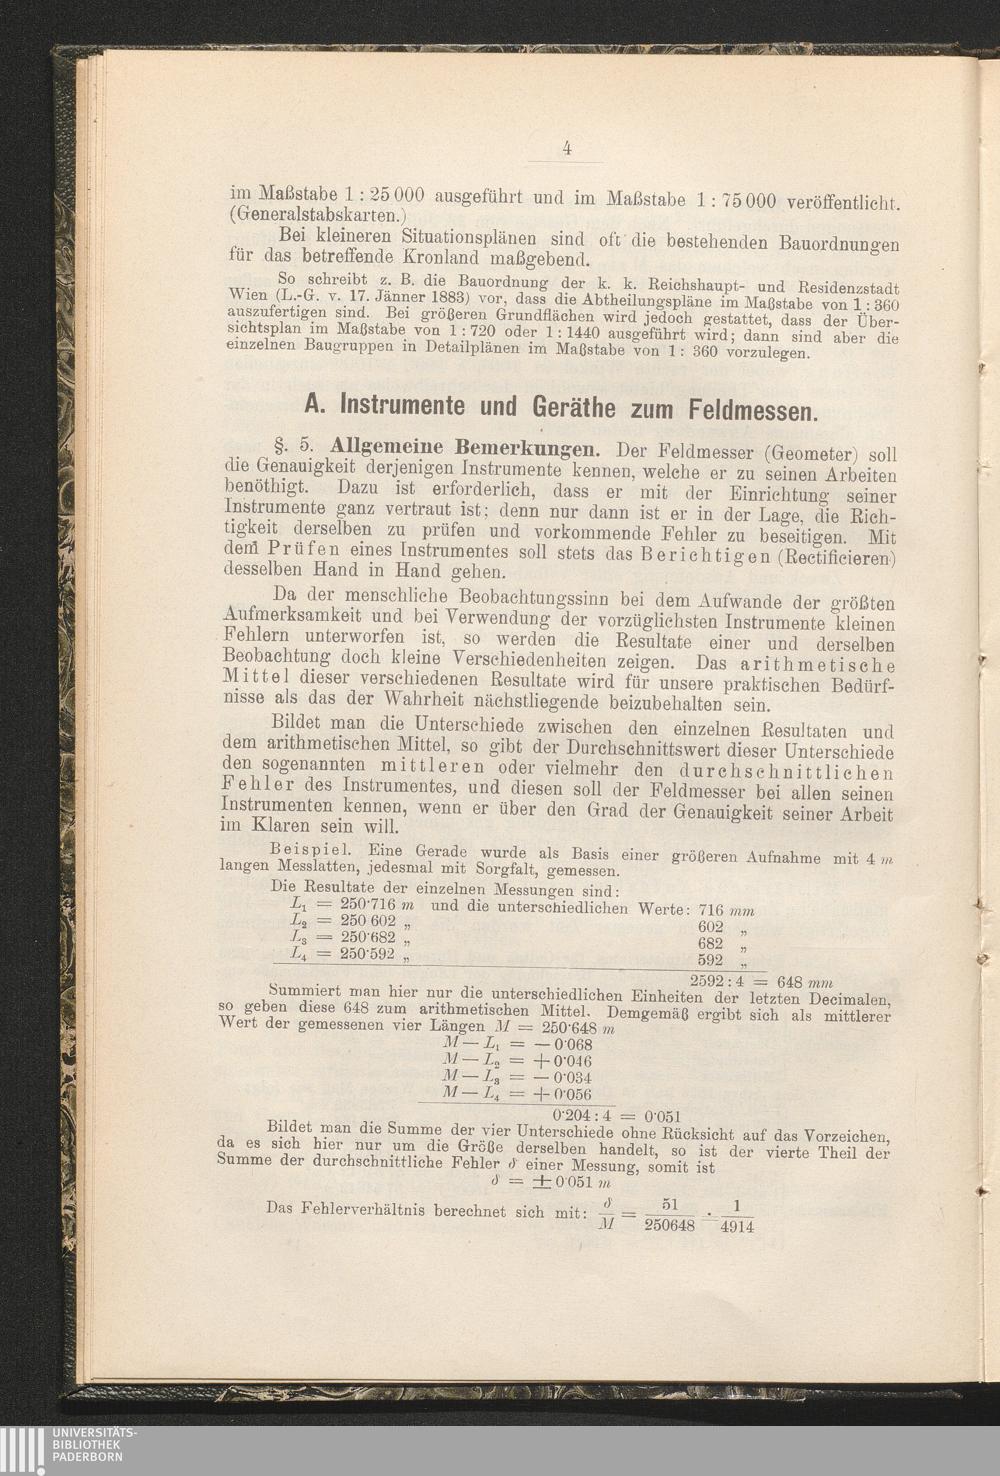 4
im Maßstabe 1 : 25 000 ausgeführt und im Maßstabe 1 : 75 000 veröffentlicht.
(Generalstabskarten.)
Bei kleineren Situationsplänen sind oft die bestehenden Bauordnungen
für das betreffende Kronland maßgebend.
So schreibt z. B. die Bauordnung der k. k. Reichshaupt- und Residenzstadt
Wien (L.-G. v. 17. Jänner 1883) vor, dass die Abtheilungspläne im Maßstabe von 1 : 360
auszufertigen sind. Bei größeren Grundflächen wird jedoch gestattet, dass der Über-
sichtsplan im Maßstabe von 1 : 720 oder 1 : 1440 ausgeführt wird; dann sind aber die
einzelnen Baugruppen in Detailplänen im Maßstabe von 1 : 360 vorzulegen.
A. Instrumente und Geräthe zum Feldmessen.
§. 5. Allgemeine Bemerkungen. Der Feldmesser (Geometer) soll
die Genauigkeit derjenigen Instrumente kennen, welche er zu seinen Arbeiten
benöthigt. Dazu ist erforderlich, dass er mit der Einrichtung seiner
Instrumente ganz vertraut ist; denn nur dann ist er in der Lage, die Rich-
tigkeit derselben zu prüfen und vorkommende Fehler zu beseitigen. Mit
dem Prüfen eines Instrumentes soll stets das Berichtigen (Rectificieren)
desselben Hand in Hand gehen.
Da der menschliche Beobachtungssinn bei dem Aufwande der größten
Aufmerksamkeit und bei Verwendung der vorzüglichsten Instrumente kleinen
Fehlern unterworfen ist, so werden die Resultate einer und derselben
Beobachtung doch kleine Verschiedenheiten zeigen. Das arithmetische
Mittel dieser verschiedenen Resultate wird für unsere praktischen Bedürf-
nisse als das der Wahrheit nächstliegende beizubehalten sein.
Bildet man die Unterschiede zwischen den einzelnen Resultaten und
dem arithmetischen Mittel, so gibt der Durchschnittswert dieser Unterschiede
den sogenannten mittleren oder vielmehr den durchschnittlichen
Fehler des Instrumentes, und diesen soll der Feldmesser bei allen seinen
Instrumenten kennen, wenn er über den Grad der Genauigkeit seiner Arbeit
im Klaren sein will.
Beispiel. Eine Gerade wurde als Basis einer größeren Aufnahme mit 4 m
langen Messlatten, jedesmal mit Sorgfalt, gemessen.
Die Resultate der einzelnen Messungen sind:
L₁ = 250·716 m und die unterschiedlichen Werte: 716 mm
L₂ = 250 602 „ 602 „
L₃ = 250·682 „ 682 „
L₄ = 250·592 „ 592 „
2592 : 4 = 648 mm
Summiert man hier nur die unterschiedlichen Einheiten der letzten Decimalen,
so geben diese 648 zum arithmetischen Mittel. Demgemäß ergibt sich als mittlerer
Wert der gemessenen vier Längen M = 250·648 m
M — L₁ = — 0·068
M — L₂ = + 0·046
M — L₃ = — 0·034
M — L₄ = + 0·056
0·204 : 4 = 0·051
Bildet man die Summe der vier Unterschiede ohne Rücksicht auf das Vorzeichen,
da es sich hier nur um die Größe derselben handelt, so ist der vierte Theil der
Summe der durchschnittliche Fehler δ einer Messung, somit ist
δ = ± 0 051 m
Das Fehlerverhältnis berechnet sich mit: δ/M = 51/250648 · 1/4914
UNIVERSITÄTS-
BIBLIOTHEK
PADERBORN